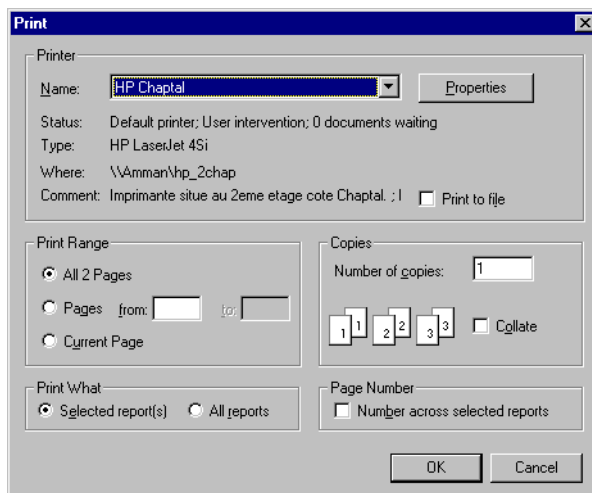 Print
Printer
Name: HP Chaptal Properties
Status: Default printer; User intervention; 0 documents waiting
Type: HP LaserJet 4Si
Where: \\Amman\hp_2chap
Comment: Imprimante situe au 2eme etage cote Chaptal. ; I Print to file
Print Range
All 2 Pages
Pages from: to:
Current Page
Copies
Number of copies: 1
1 1 2 2 3 3 Collate
Print What
Selected report(s) All reports
Page Number
Number across selected reports
OK Cancel